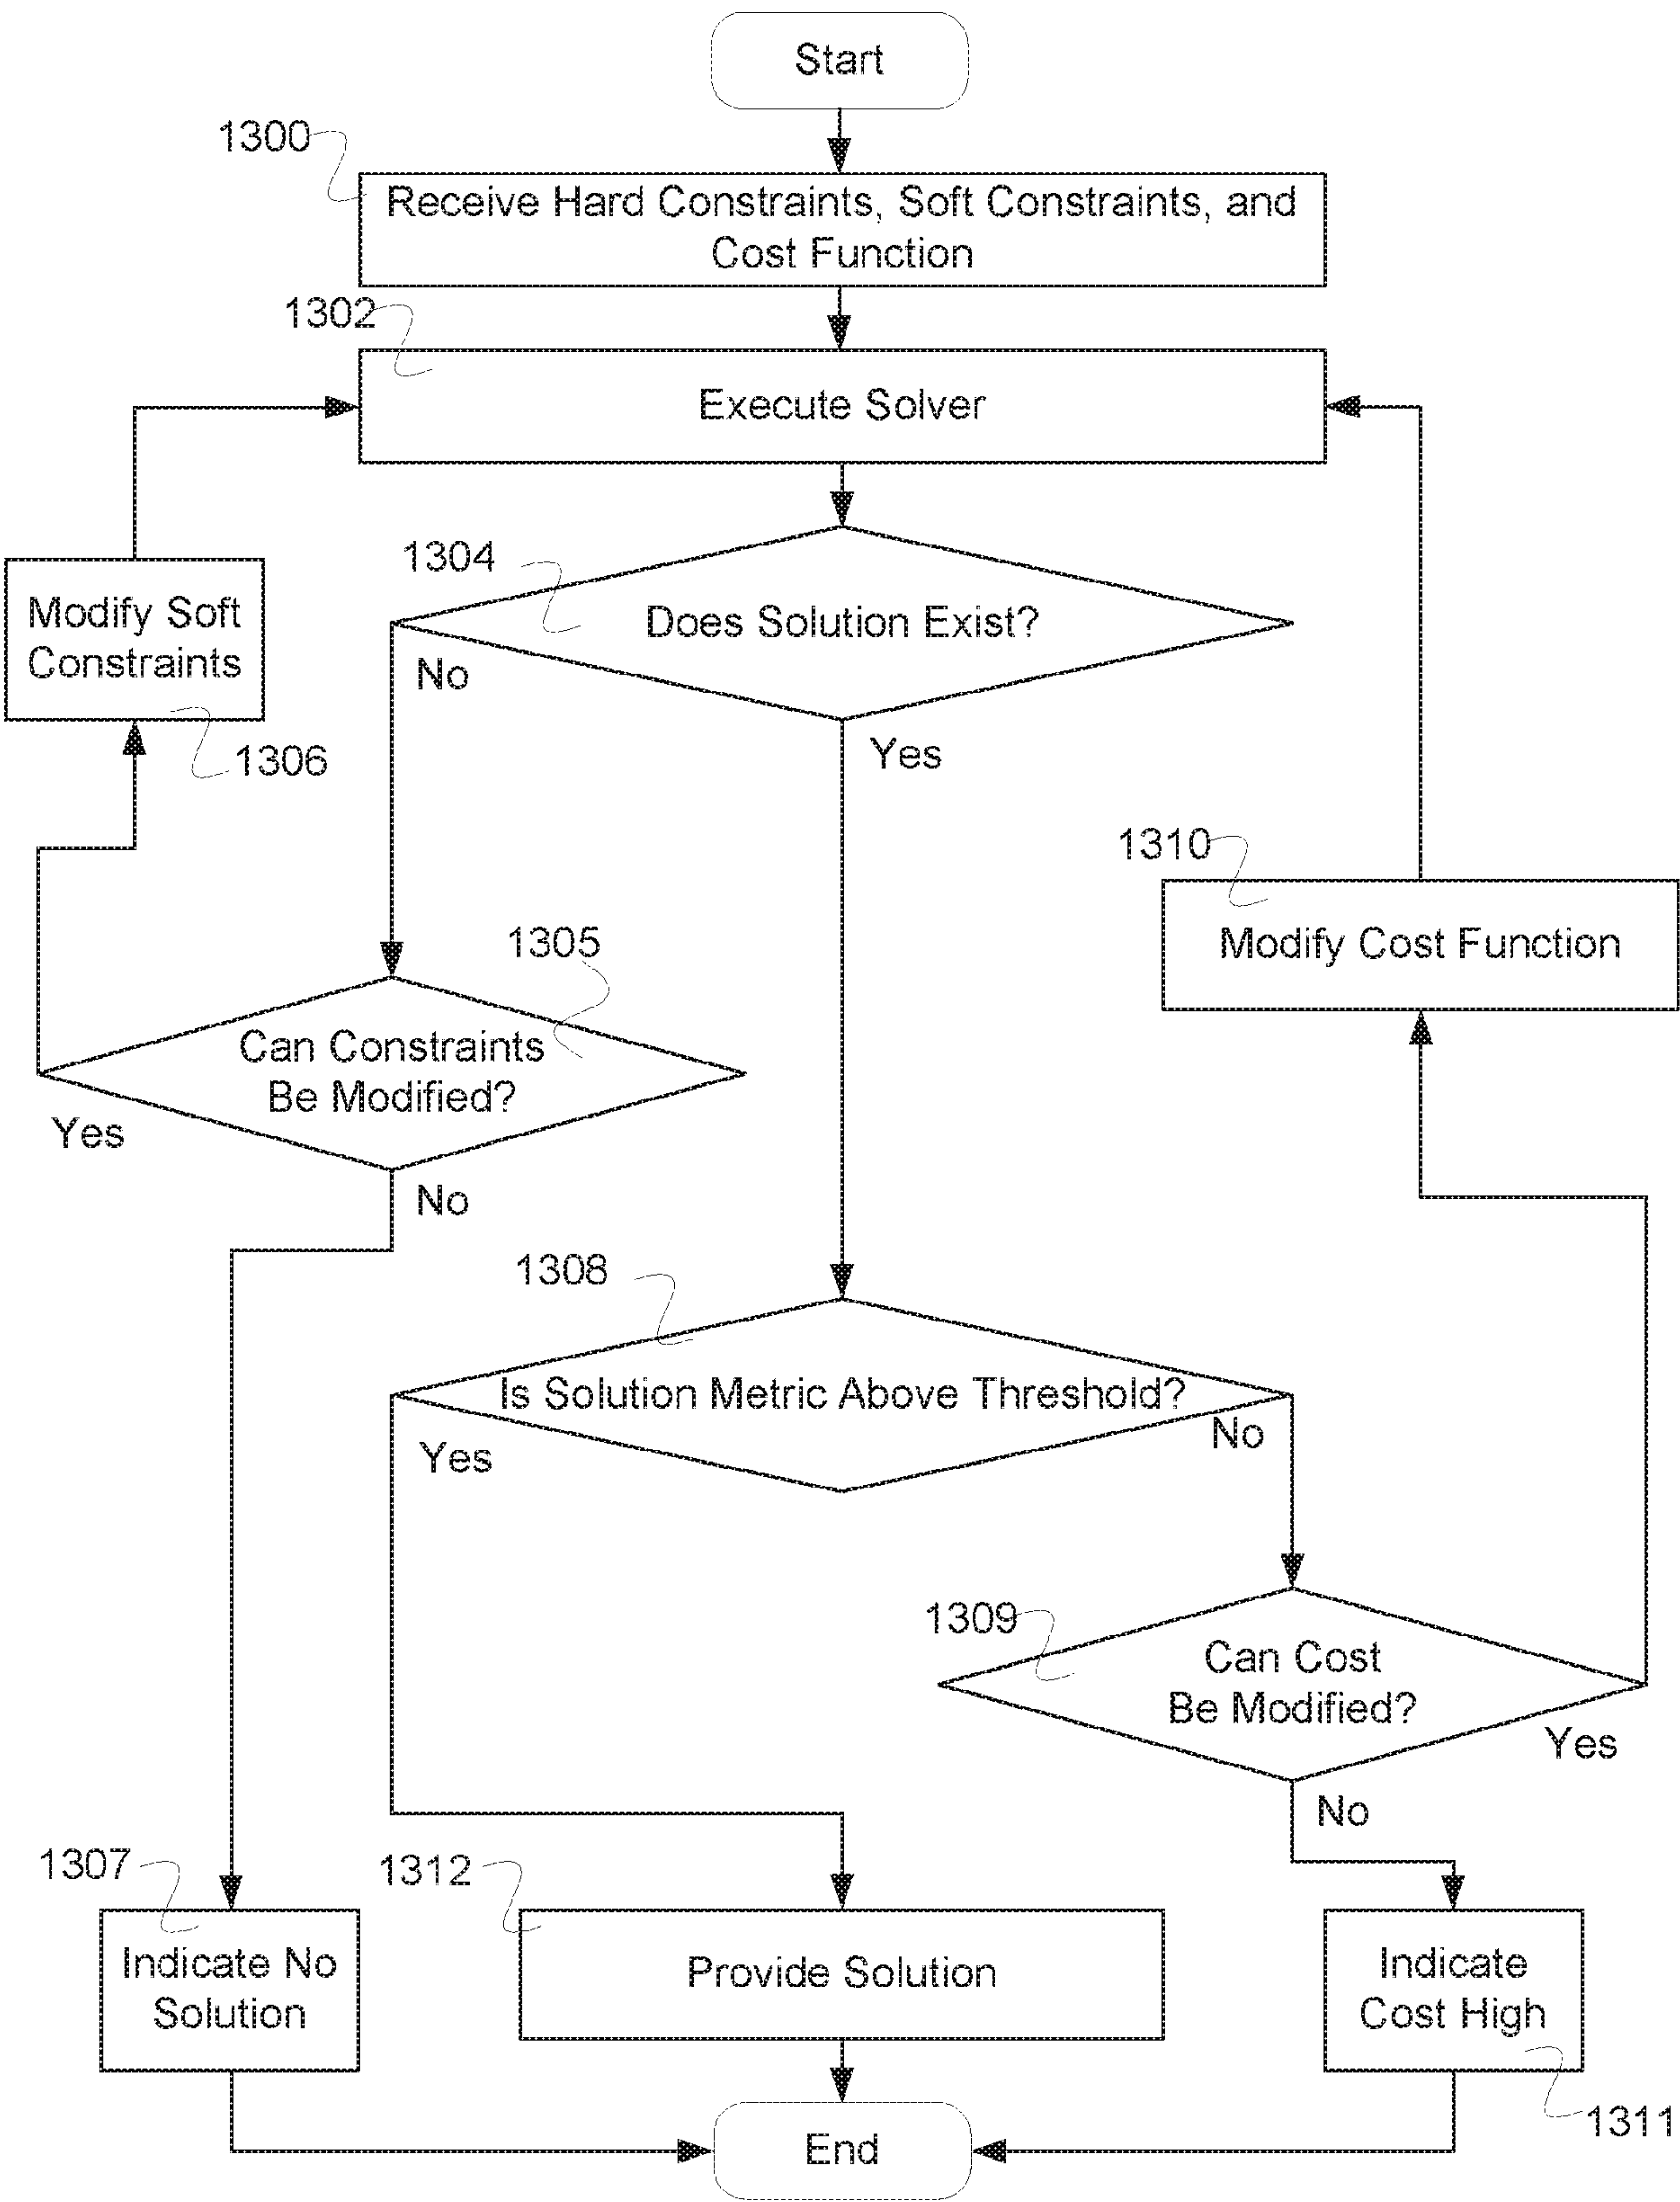 Start
1300
Receive Hard Constraints, Soft Constraints, and
Cost Function
1302
Execute Solver
1304
Does Solution Exist?
Modify Soft
Constraints
No
Yes
1306
1310
Modify Cost Function
1305
Can Constraints
Be Modified?
Yes
No
1308
Is Solution Metric Above Threshold?
Yes
No
1309
Can Cost
Be Modified?
Yes
No
1307
1312
Indicate No
Solution
Provide Solution
Indicate
Cost High
1311
End